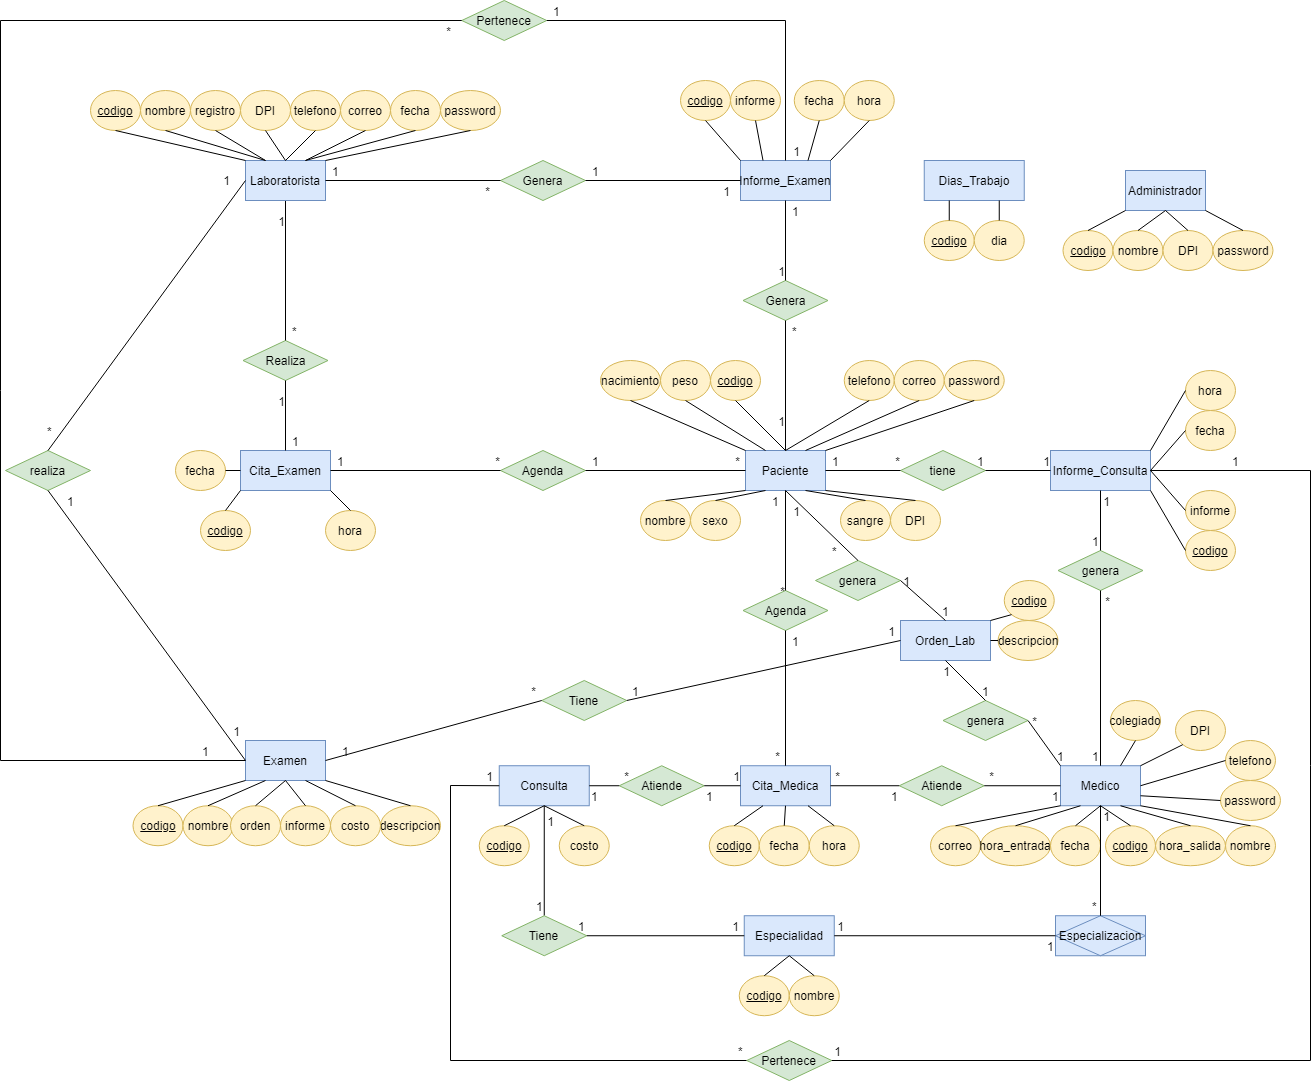 Pertenece
1
*
codigo
nombre
registro
DPI
telefono
correo
fecha
password
codigo
informe
fecha
hora
1
Laboratorista
1
1
*
Genera
1
1
Informe_Examen
Dias_Trabajo
Administrador
1
1
codigo
dia
codigo
nombre
DPI
password
1
Genera
*
*
Realiza
1
nacimiento
peso
codigo
telefono
correo
password
hora
1
fecha
*
1
realiza
1
fecha
Cita_Examen
1
*
Agenda
1
*
Paciente
1
*
tiene
1
1
Informe_Consulta
1
1
1
1
codigo
hora
nombre
sexo
sangre
DPI
informe
codigo
*
1
genera
1
genera
*
*
Agenda
1
codigo
1
1
Orden_Lab
descripcion
1
*
Tiene
1
1
1
genera
*
colegiado
DPI
1
Examen
1
1
*
1
1
telefono
1
Consulta
1
*
Atiende
1
1
Cita_Medica
*
1
Atiende
*
1
Medico
password
codigo
nombre
orden
informe
costo
descripcion
1
1
codigo
costo
codigo
fecha
hora
correo
hora_entrada
fecha
codigo
hora_salida
nombre
1
*
Tiene
1
1
Especialidad
1
1
Especializacion
codigo
nombre
*
Pertenece
1